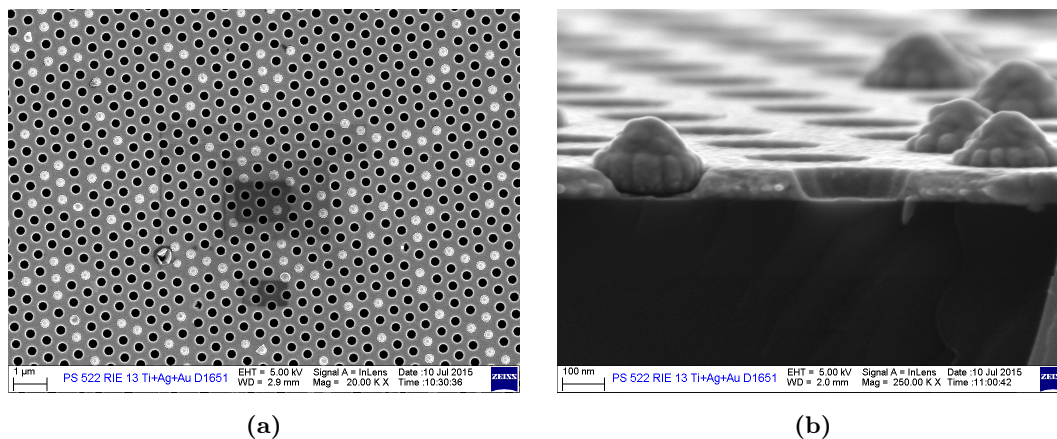 1 µm
PS 522 RIE 13 Ti+Ag+Au D1651
EHT = 5.00 kV
WD = 2.9 mm
Signal A = InLens
Mag = 20.00 K X
Date :10 Jul 2015
Time :10:30:36
ZEISS
(a)
100 nm
PS 522 RIE 13 Ti+Ag+Au D1651
EHT = 5.00 kV
WD = 2.0 mm
Signal A = InLens
Mag = 250.00 K X
Date :10 Jul 2015
Time :11:00:42
ZEISS
(b)